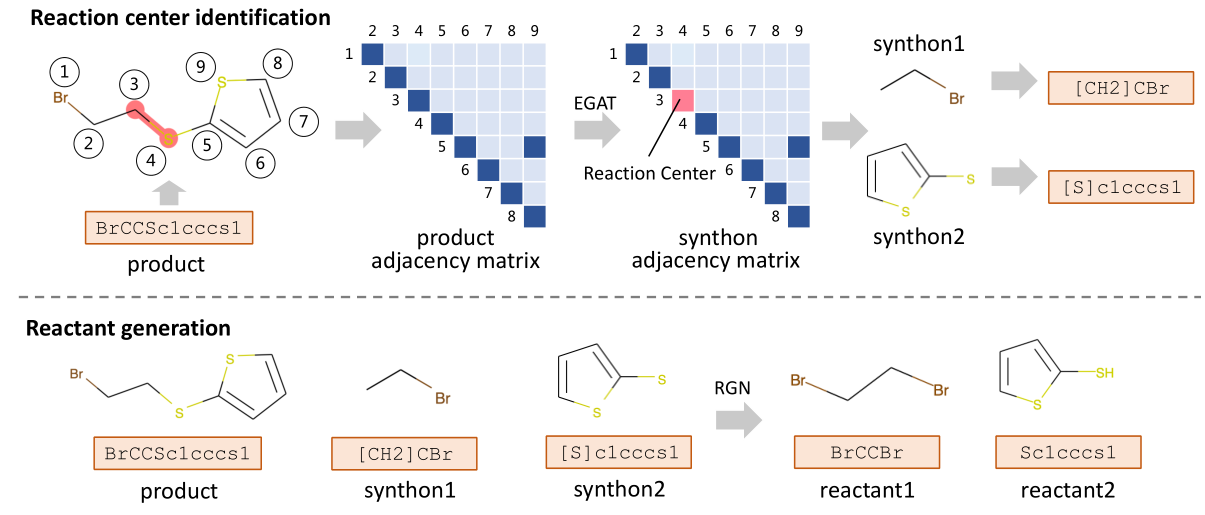 Reaction center identification
1
Br
2
3
4
S
5
6
7
8
9
S
BrCCSc1cccs1
product
2 3 4 5 6 7 8 9
1
2
3
4
5
6
7
8
product
adjacency matrix
EGAT
2 3 4 5 6 7 8 9
1
2
3
4
5
6
7
8
Reaction Center
synthon
adjacency matrix
synthon1
Br
[CH2]CBr
S
S
synthon2
[S]c1cccs1
Reactant generation
Br
S
S
BrCCSc1cccs1
product
Br
[CH2]CBr
synthon1
S
S
[S]c1cccs1
synthon2
RGN
Br
Br
BrCCBr
reactant1
SH
S
Sc1cccs1
reactant2